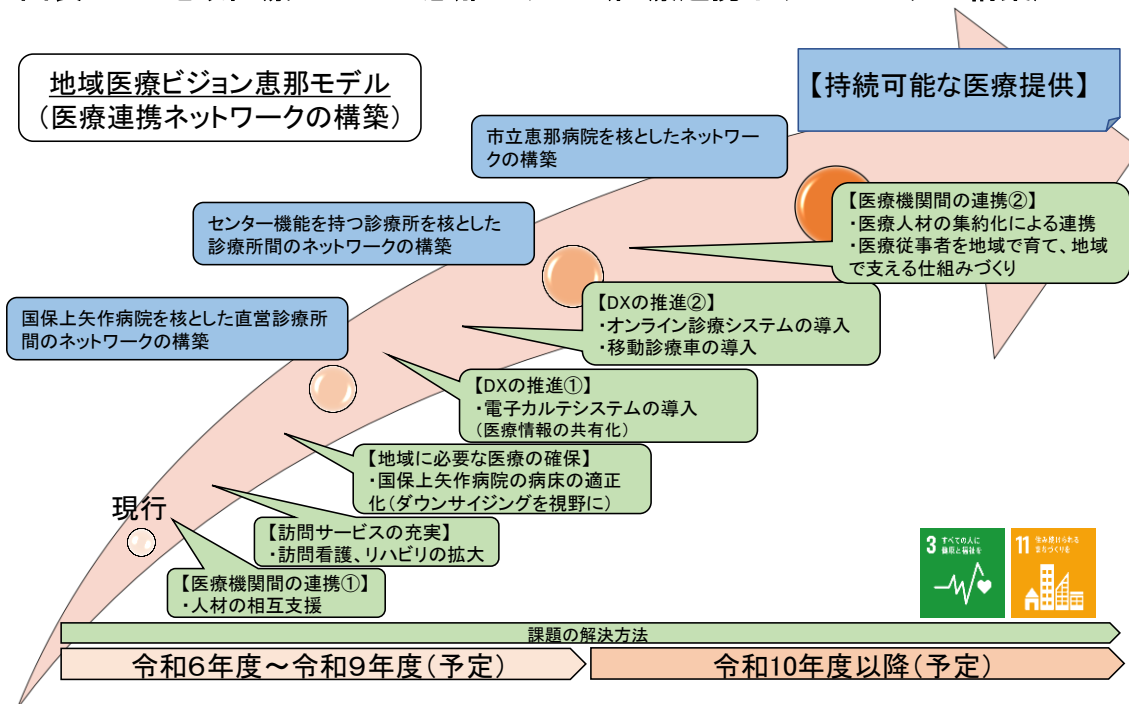 地域医療ビジョン恵那モデル
（医療連携ネットワークの構築）
【持続可能な医療提供】
市立恵那病院を核としたネットワー
クの構築
【医療機関間の連携②】
・医療人材の集約化による連携
・医療従事者を地域で育て、地域
で支える仕組みづくり
センター機能を持つ診療所を核とした
診療所間のネットワークの構築
【DXの推進②】
・オンライン診療システムの導入
・移動診療車の導入
国保上矢作病院を核とした直営診療所
間のネットワークの構築
【DXの推進①】
・電子カルテシステムの導入
（医療情報の共有化）
【地域に必要な医療の確保】
・国保上矢作病院の病床の適正
化（ダウンサイジングを視野に）
現行
【訪問サービスの充実】
・訪問看護、リハビリの拡大
【医療機関間の連携①】
・人材の相互支援
3 すべての人に
健康と福祉を
11 住み続けられる
まちづくりを
課題の解決方法
令和６年度～令和９年度（予定）
令和10年度以降（予定）